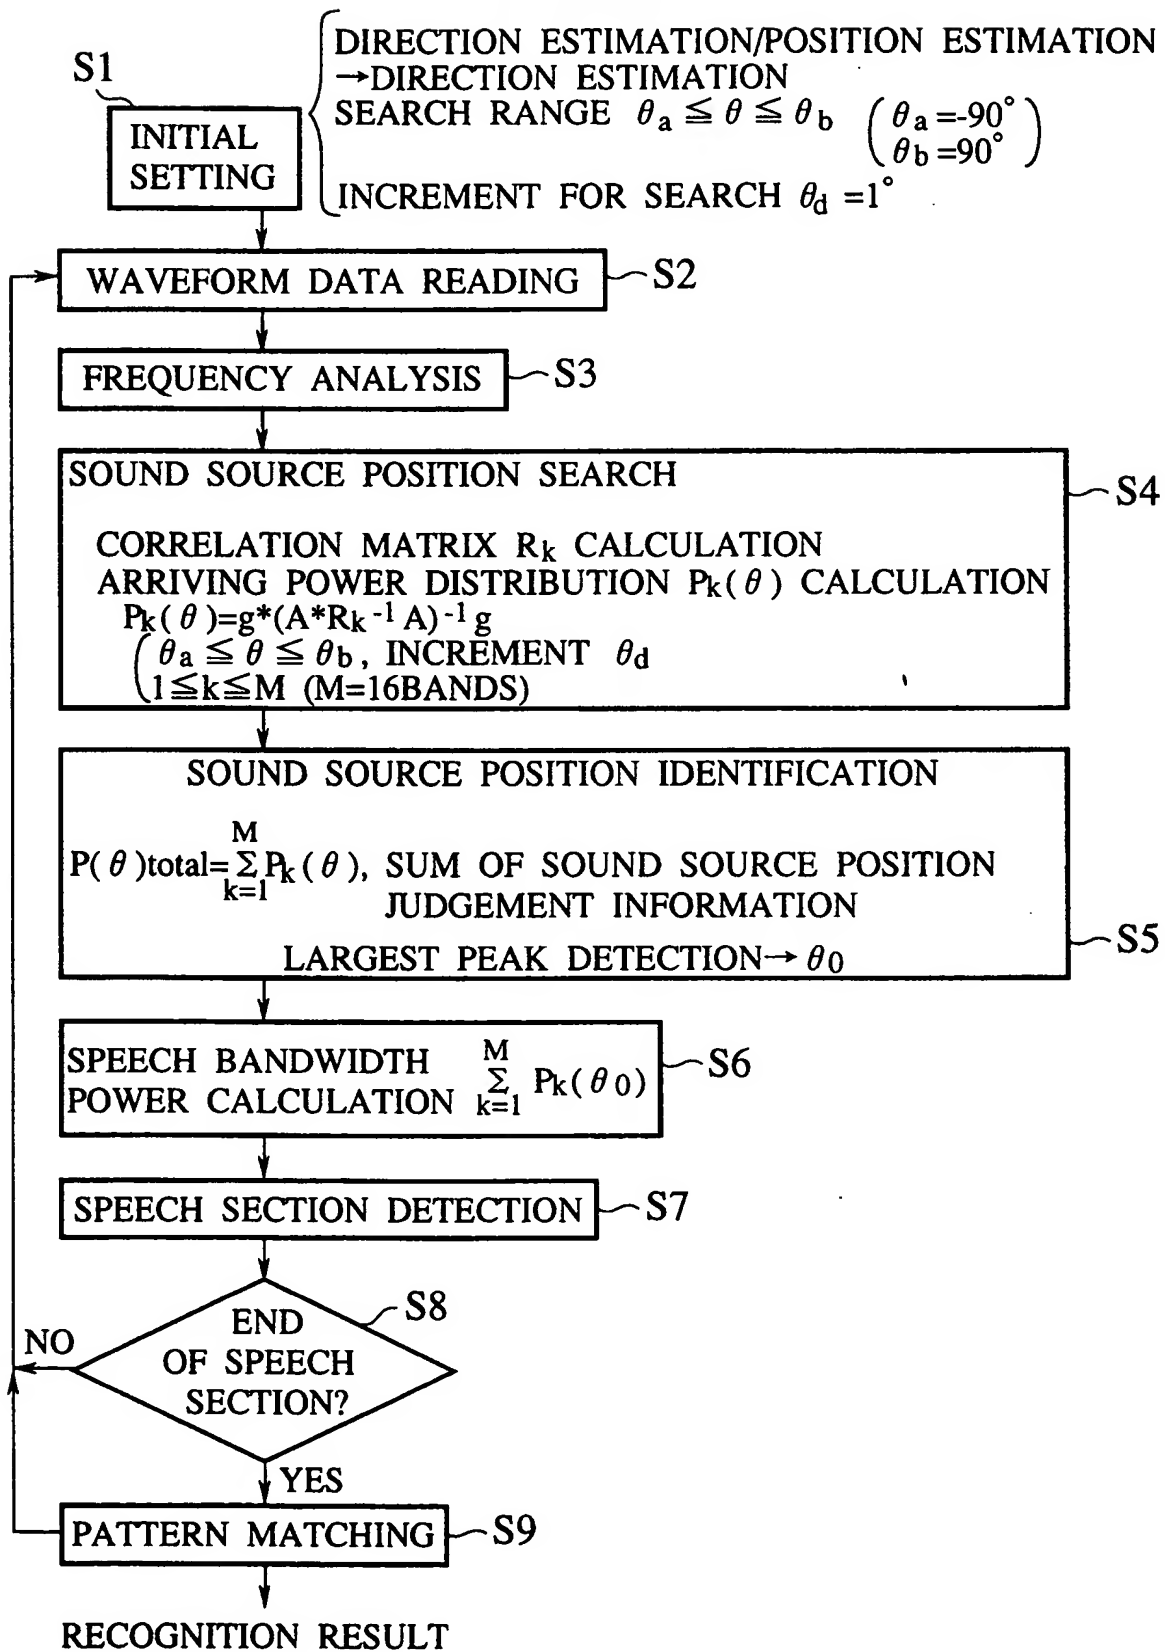 S1
DIRECTION ESTIMATION/POSITION ESTIMATION
→DIRECTION ESTIMATION
SEARCH RANGE θa ≦ θ ≦ θb (θa =-90°
θb =90°)
INITIAL
SETTING
INCREMENT FOR SEARCH θd =1°
WAVEFORM DATA READING
S2
FREQUENCY ANALYSIS
S3
SOUND SOURCE POSITION SEARCH
S4
CORRELATION MATRIX Rk CALCULATION
ARRIVING POWER DISTRIBUTION Pk(θ) CALCULATION
Pk(θ)=g*(A*Rk-1 A)-1 g
(θa ≦ θ ≦ θb, INCREMENT θd
1≦k≦M (M=16BANDS)
SOUND SOURCE POSITION IDENTIFICATION
M
P(θ)total=ΣPk(θ), SUM OF SOUND SOURCE POSITION
k=1
JUDGEMENT INFORMATION
S5
LARGEST PEAK DETECTION→ θ0
SPEECH BANDWIDTH
POWER CALCULATION
M
Σ Pk(θ0)
k=1
S6
SPEECH SECTION DETECTION
S7
S8
END
OF SPEECH
SECTION?
NO
YES
PATTERN MATCHING
S9
RECOGNITION RESULT